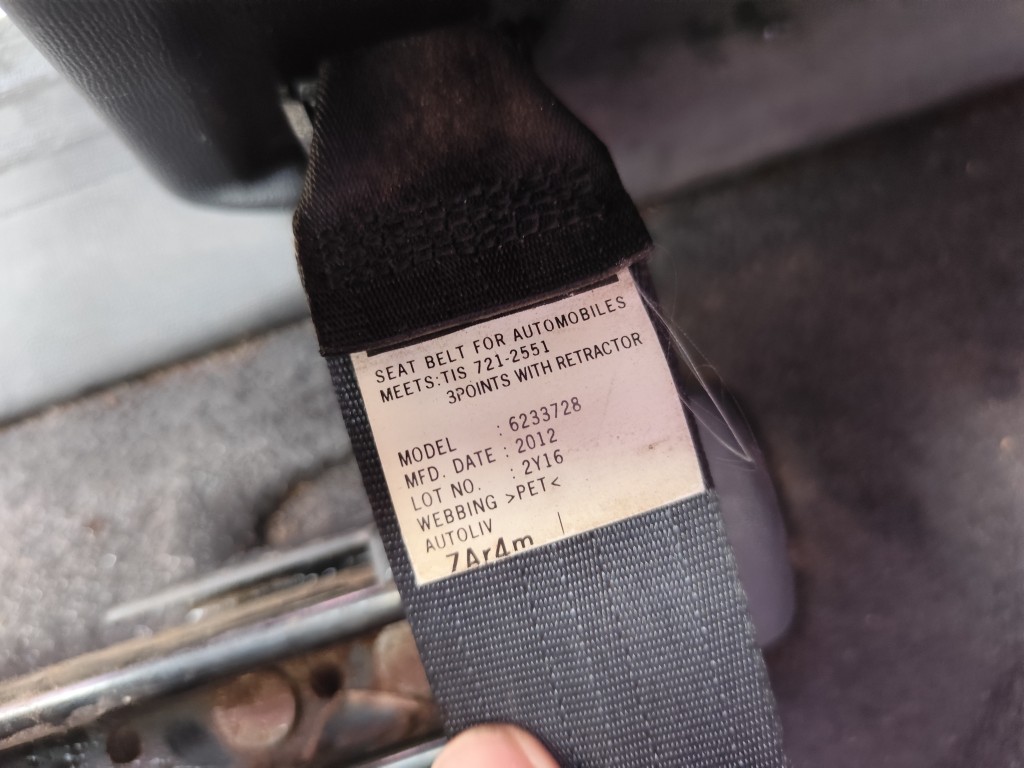 SEAT BELT FOR AUTOMOBILES
MEETS:TIS 721-2551
3POINTS WITH RETRACTOR
MODEL : 6233728
MFD. DATE : 2012
LOT NO. : 2Y16
WEBBING >PET<
AUTOLIV
7Ar4m